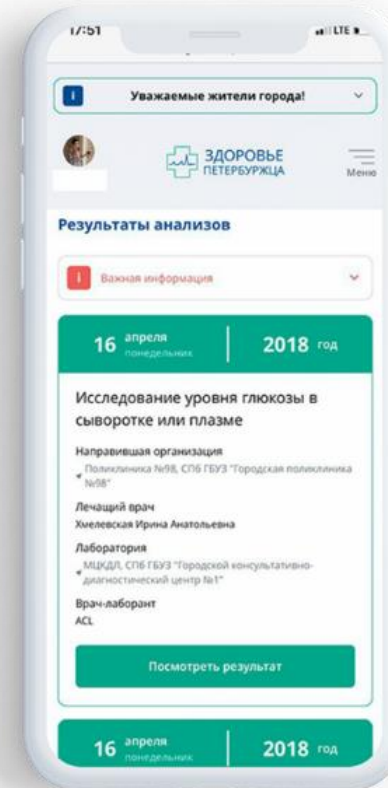 17:51
LTE
Уважаемые жители города!
ЗДОРОВЬЕ
ПЕТЕРБУРЖЦА
Меню
Результаты анализов
Важная информация
16 апреля
понедельник
2018 год
Исследование уровня глюкозы в
сыворотке или плазме
Направившая организация
Поликлиника №98, СПб ГБУЗ "Городская поликлиника
№98"
Лечащий врач
Хмелевская Ирина Анатольевна
Лаборатория
МЦКДЛ, СПб ГБУЗ "Городской консультативно-
диагностический центр №1"
Врач-лаборант
ACL
Посмотреть результат
16 апреля
понедельник
2018 год